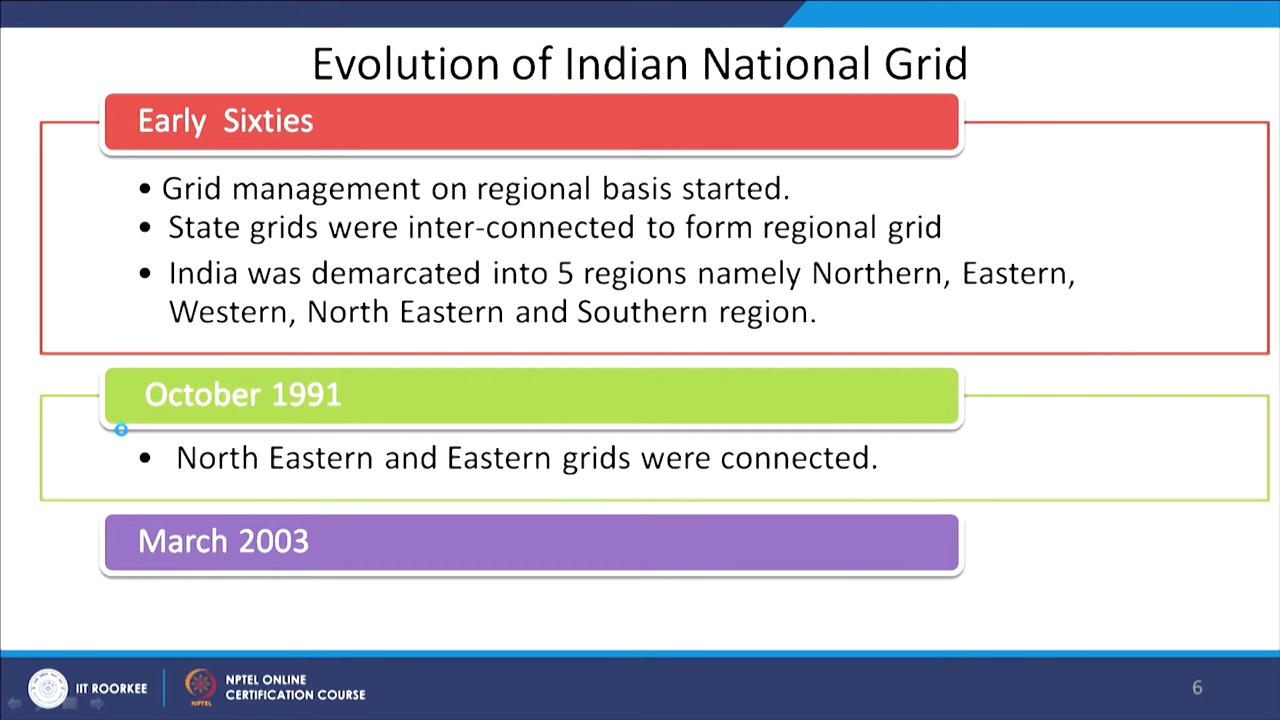 Evolution of Indian National Grid
Early Sixties
• Grid management on regional basis started.
• State grids were inter-connected to form regional grid
• India was demarcated into 5 regions namely Northern, Eastern,
Western, North Eastern and Southern region.
October 1991
• North Eastern and Eastern grids were connected.
March 2003
IIT ROORKEE
NPTEL
NPTEL ONLINE
CERTIFICATION COURSE
6